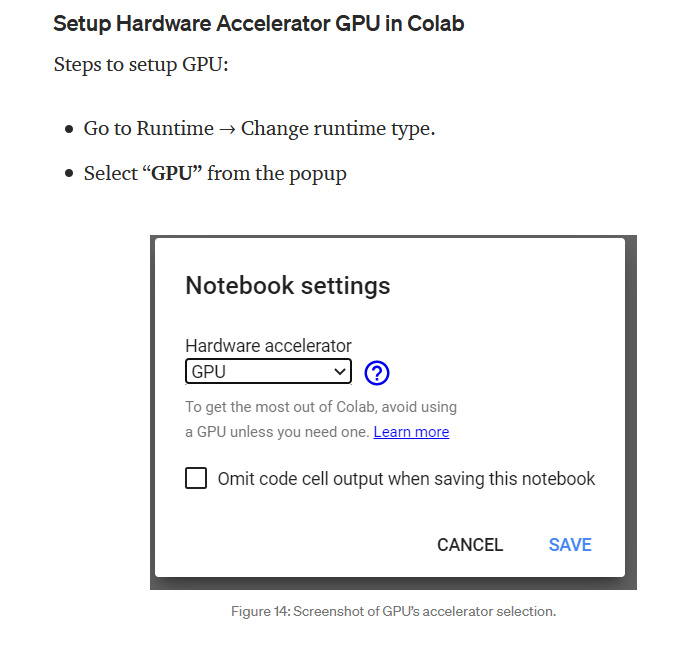 Setup Hardware Accelerator GPU in Colab
Steps to setup GPU:
Go to Runtime → Change runtime type.
Select “GPU” from the popup
Notebook settings
Hardware accelerator
GPU
To get the most out of Colab, avoid using
a GPU unless you need one. Learn more
Omit code cell output when saving this notebook
CANCEL SAVE
Figure 14: Screenshot of GPU’s accelerator selection.